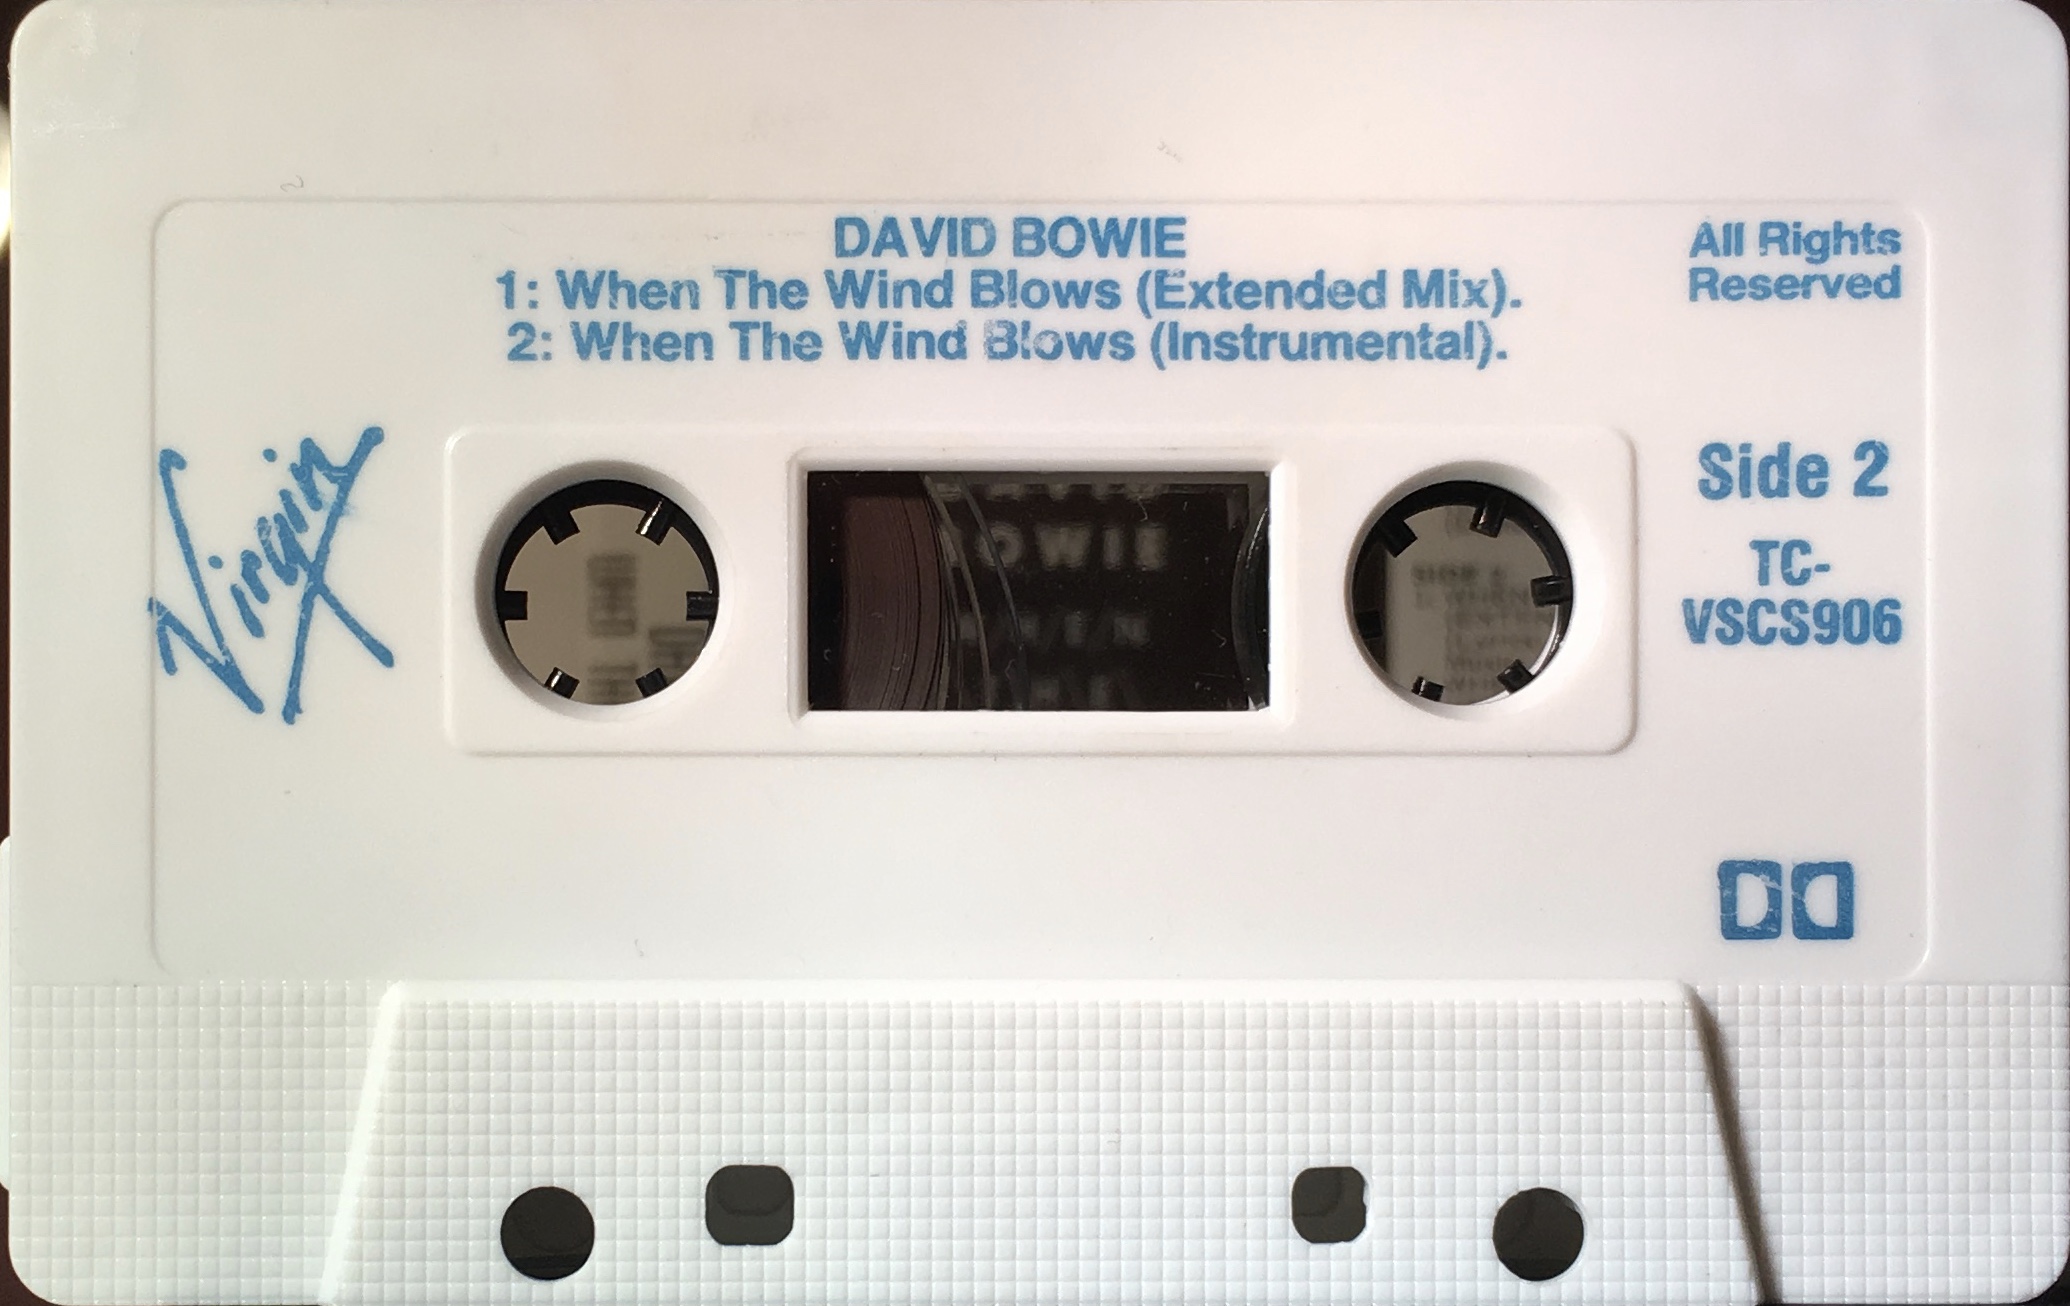 DAVID BOWIE
1: When The Wind Blows (Extended Mix).
2: When The Wind Blows (Instrumental).
All Rights
Reserved
Virgin
Side 2
TC-
VSCS906
BOWIE